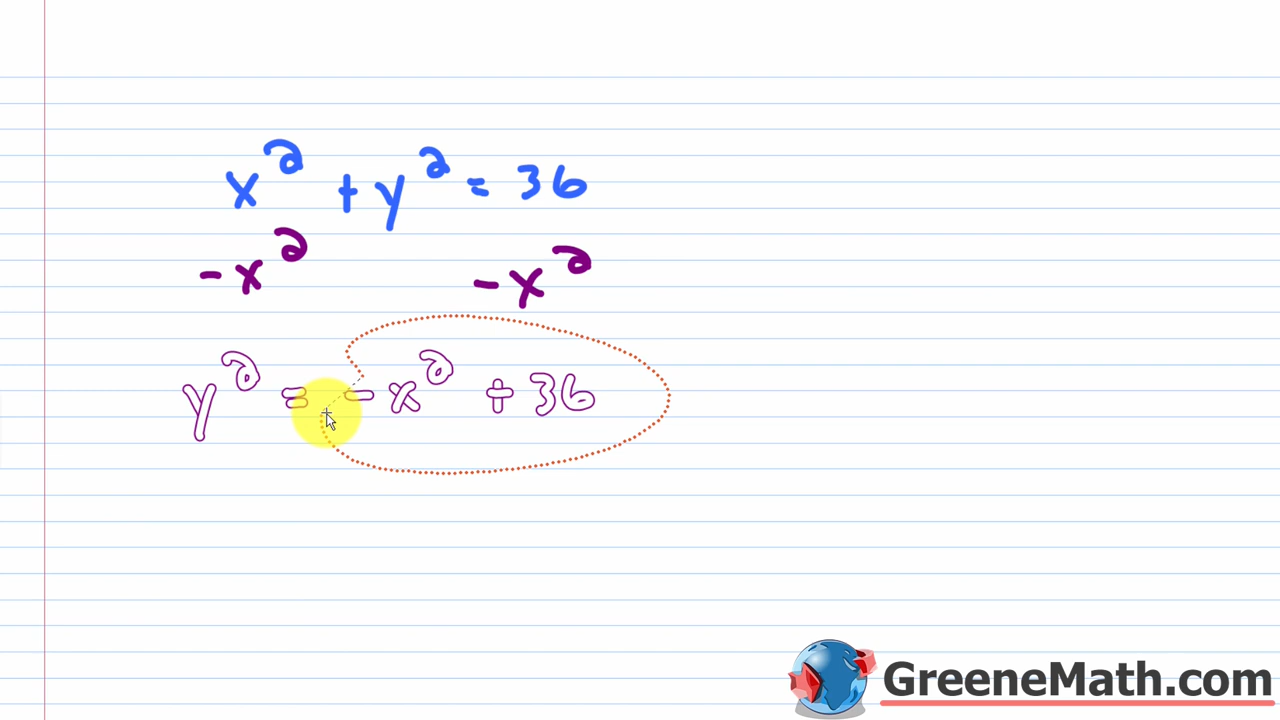 x² + y² = 36
-x² -x²
y² = -x² + 36
GreeneMath.com